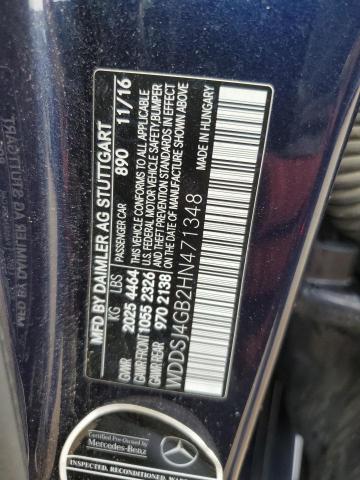 MFD BY DAIMLER AG STUTTGART
PASSENGER CAR 890 11/16
KG LBS
GVWR 2025 4464
GAWR FRONT 1055 2326
GAWR REAR 970 2138
THIS VEHICLE CONFORMS TO ALL APPLICABLE
U.S. FEDERAL MOTOR VEHICLE SAFETY, BUMPER
AND THEFT PREVENTION STANDARDS IN EFFECT
ON THE DATE OF MANUFACTURE SHOWN ABOVE
WDDSJ4GB2HN471348
MADE IN HUNGARY
Certified Pre-Owned by
Mercedes-Benz
INSPECTED. RECONDITIONED.